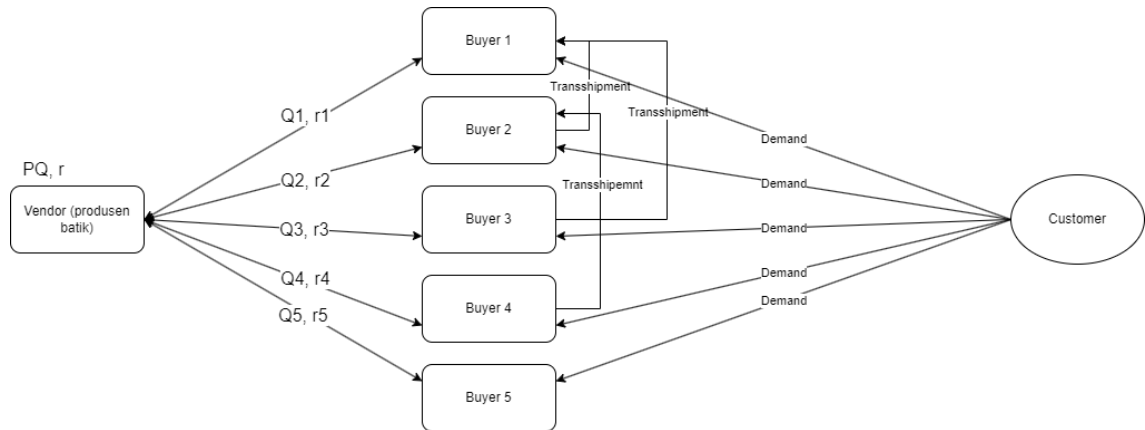 Buyer 1
Transshipment
Transshipment
Q1, r1
Buyer 2
Demand
PQ, r
Q2, r2
Transshipemnt
Demand
Vendor (produsen
batik)
Q3, r3
Buyer 3
Demand
Customer
Q4, r4
Demand
Q5, r5
Buyer 4
Demand
Buyer 5